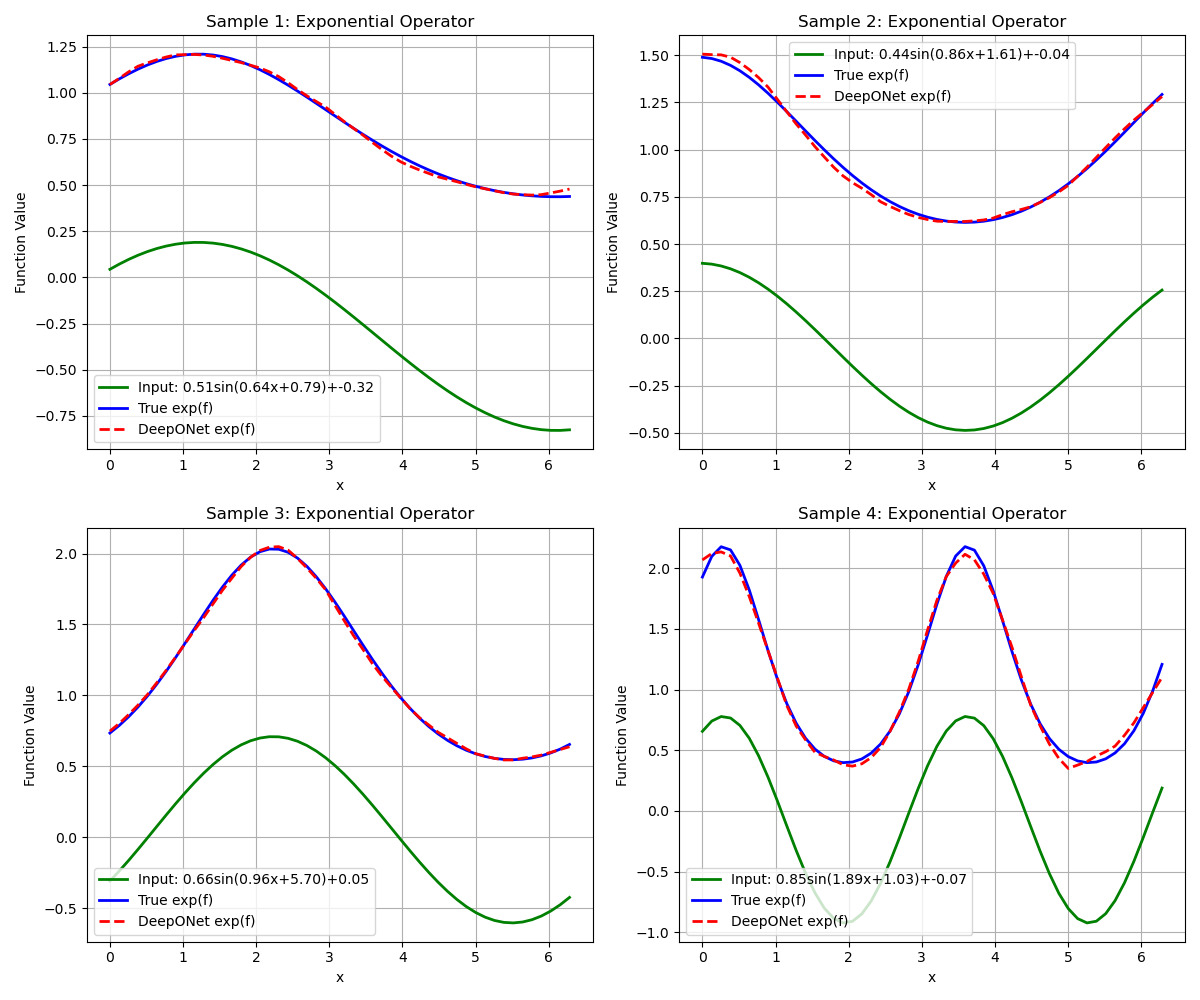 Sample 1: Exponential Operator
Function Value
1.25
1.00
0.75
0.50
0.25
0.00
−0.25
−0.50
−0.75
Input: 0.51sin(0.64x+0.79)+-0.32
True exp(f)
DeepONet exp(f)
0 1 2 3 4 5 6
x
Sample 2: Exponential Operator
Function Value
1.50
1.25
1.00
0.75
0.50
0.25
0.00
−0.25
−0.50
Input: 0.44sin(0.86x+1.61)+-0.04
True exp(f)
DeepONet exp(f)
0 1 2 3 4 5 6
x
Sample 3: Exponential Operator
Function Value
2.0
1.5
1.0
0.5
0.0
−0.5
Input: 0.66sin(0.96x+5.70)+0.05
True exp(f)
DeepONet exp(f)
0 1 2 3 4 5 6
x
Sample 4: Exponential Operator
Function Value
2.0
1.5
1.0
0.5
0.0
−0.5
−1.0
Input: 0.85sin(1.89x+1.03)+-0.07
True exp(f)
DeepONet exp(f)
0 1 2 3 4 5 6
x